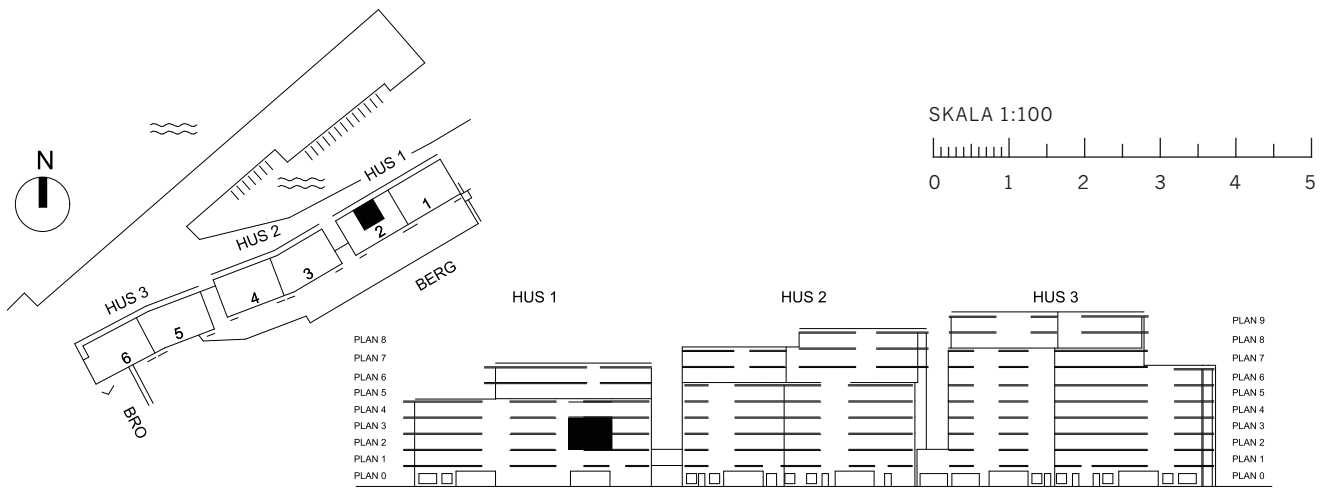 N
HUS 1
1
2
HUS 2
3
4
BERG
HUS 3
5
6
BRO
SKALA 1:100
0 1 2 3 4 5
HUS 1 HUS 2 HUS 3
PLAN 8
PLAN 7
PLAN 6
PLAN 5
PLAN 4
PLAN 3
PLAN 2
PLAN 1
PLAN 0
PLAN 9
PLAN 8
PLAN 7
PLAN 6
PLAN 5
PLAN 4
PLAN 3
PLAN 2
PLAN 1
PLAN 0